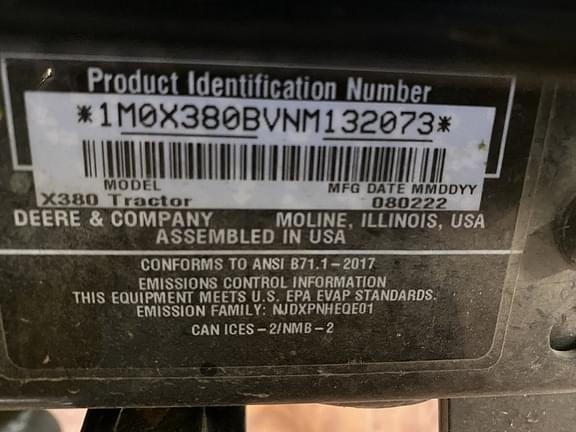 Product Identification Number
*1M0X380BVNM132073*
MODEL MFG DATE MMDDYY
X380 Tractor 080222
DEERE & COMPANY MOLINE, ILLINOIS, USA
ASSEMBLED IN USA
CONFORMS TO ANSI B71.1-2017
EMISSIONS CONTROL INFORMATION
THIS EQUIPMENT MEETS U.S. EPA EVAP STANDARDS.
EMISSION FAMILY: NJDXPNHEQE01
CAN ICES-2/NMB-2